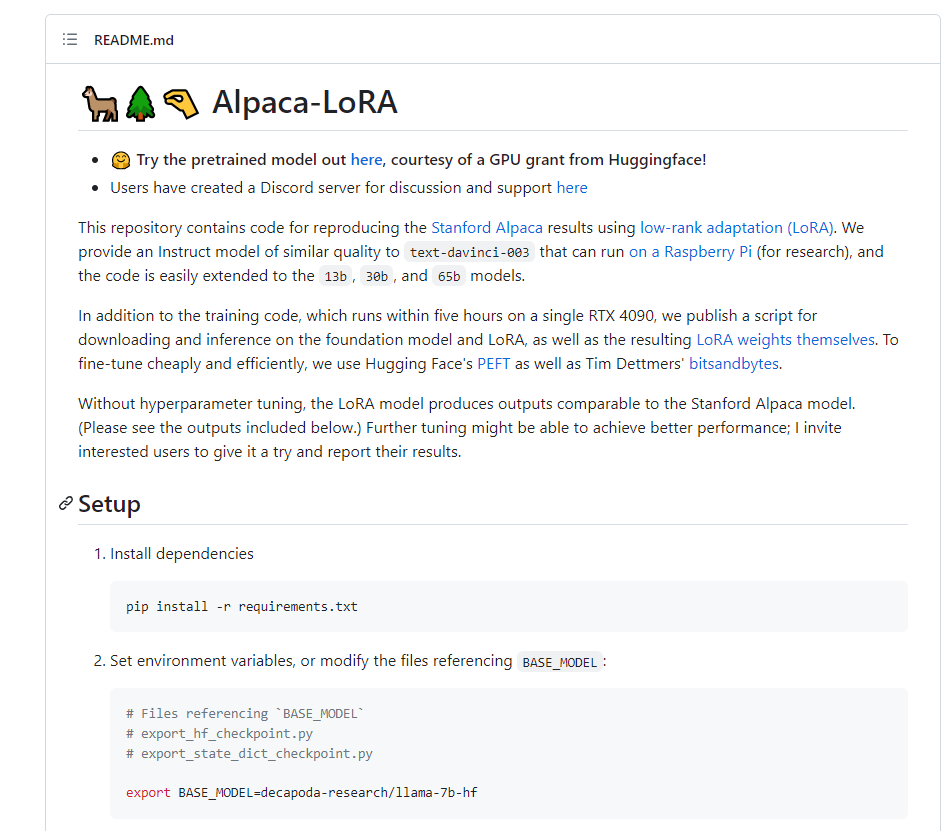 README.md
🦙🌲🤏 Alpaca-LoRA
• 🤗 Try the pretrained model out here, courtesy of a GPU grant from Huggingface!
• Users have created a Discord server for discussion and support here
This repository contains code for reproducing the Stanford Alpaca results using low-rank adaptation (LoRA). We
provide an Instruct model of similar quality to text-davinci-003 that can run on a Raspberry Pi (for research), and
the code is easily extended to the 13b, 30b, and 65b models.
In addition to the training code, which runs within five hours on a single RTX 4090, we publish a script for
downloading and inference on the foundation model and LoRA, as well as the resulting LoRA weights themselves. To
fine-tune cheaply and efficiently, we use Hugging Face's PEFT as well as Tim Dettmers' bitsandbytes.
Without hyperparameter tuning, the LoRA model produces outputs comparable to the Stanford Alpaca model.
(Please see the outputs included below.) Further tuning might be able to achieve better performance; I invite
interested users to give it a try and report their results.
Setup
1. Install dependencies
pip install -r requirements.txt
2. Set environment variables, or modify the files referencing BASE_MODEL:
# Files referencing `BASE_MODEL`
# export_hf_checkpoint.py
# export_state_dict_checkpoint.py
export BASE_MODEL=decapoda-research/llama-7b-hf